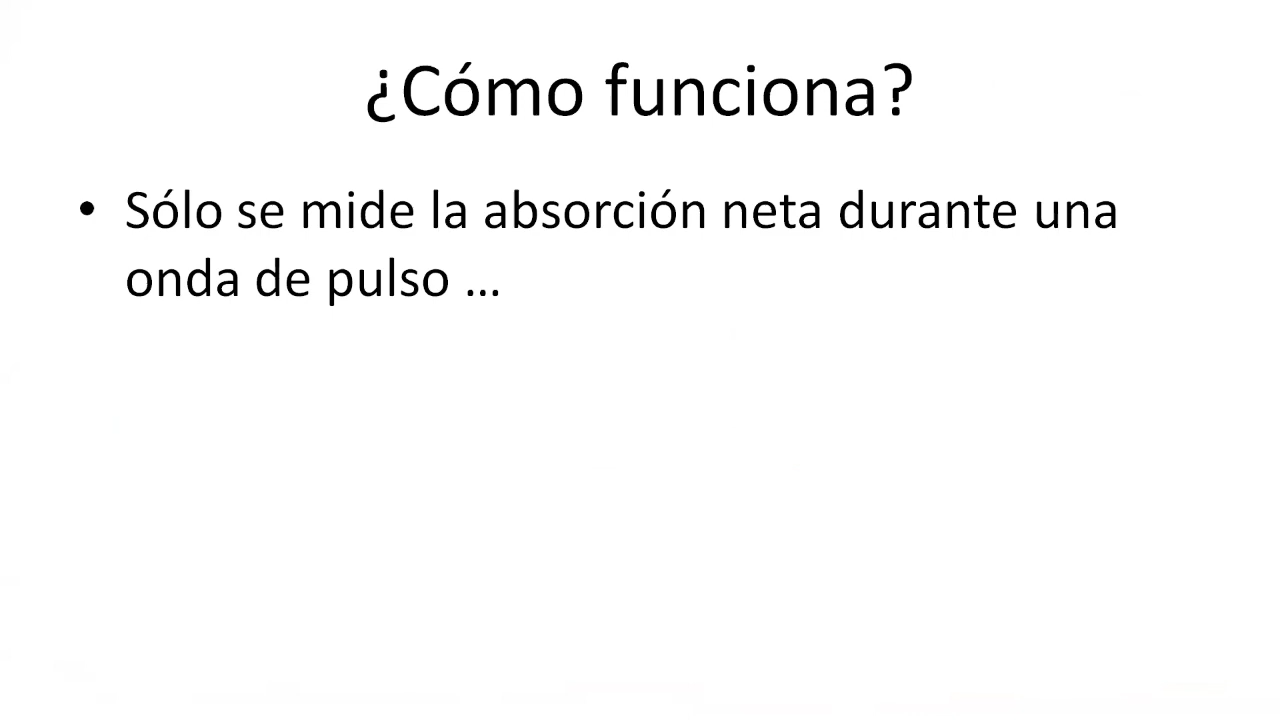 ¿Cómo funciona?
• Sólo se mide la absorción neta durante una
onda de pulso ...